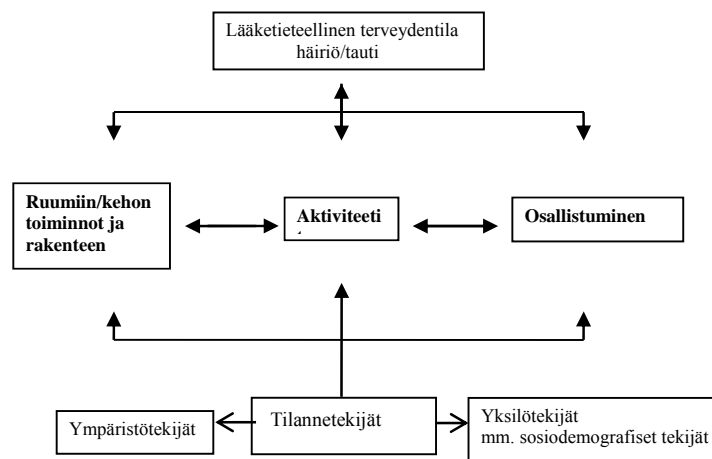 Lääketieteellinen terveydentila
häiriö/tauti
Ruumiin/kehon
toiminnot ja
rakenteen
Aktiviteeti
Osallistuminen
Ympäristötekijät
Tilannetekijät
Yksilötekijät
mm. sosiodemografiset tekijät